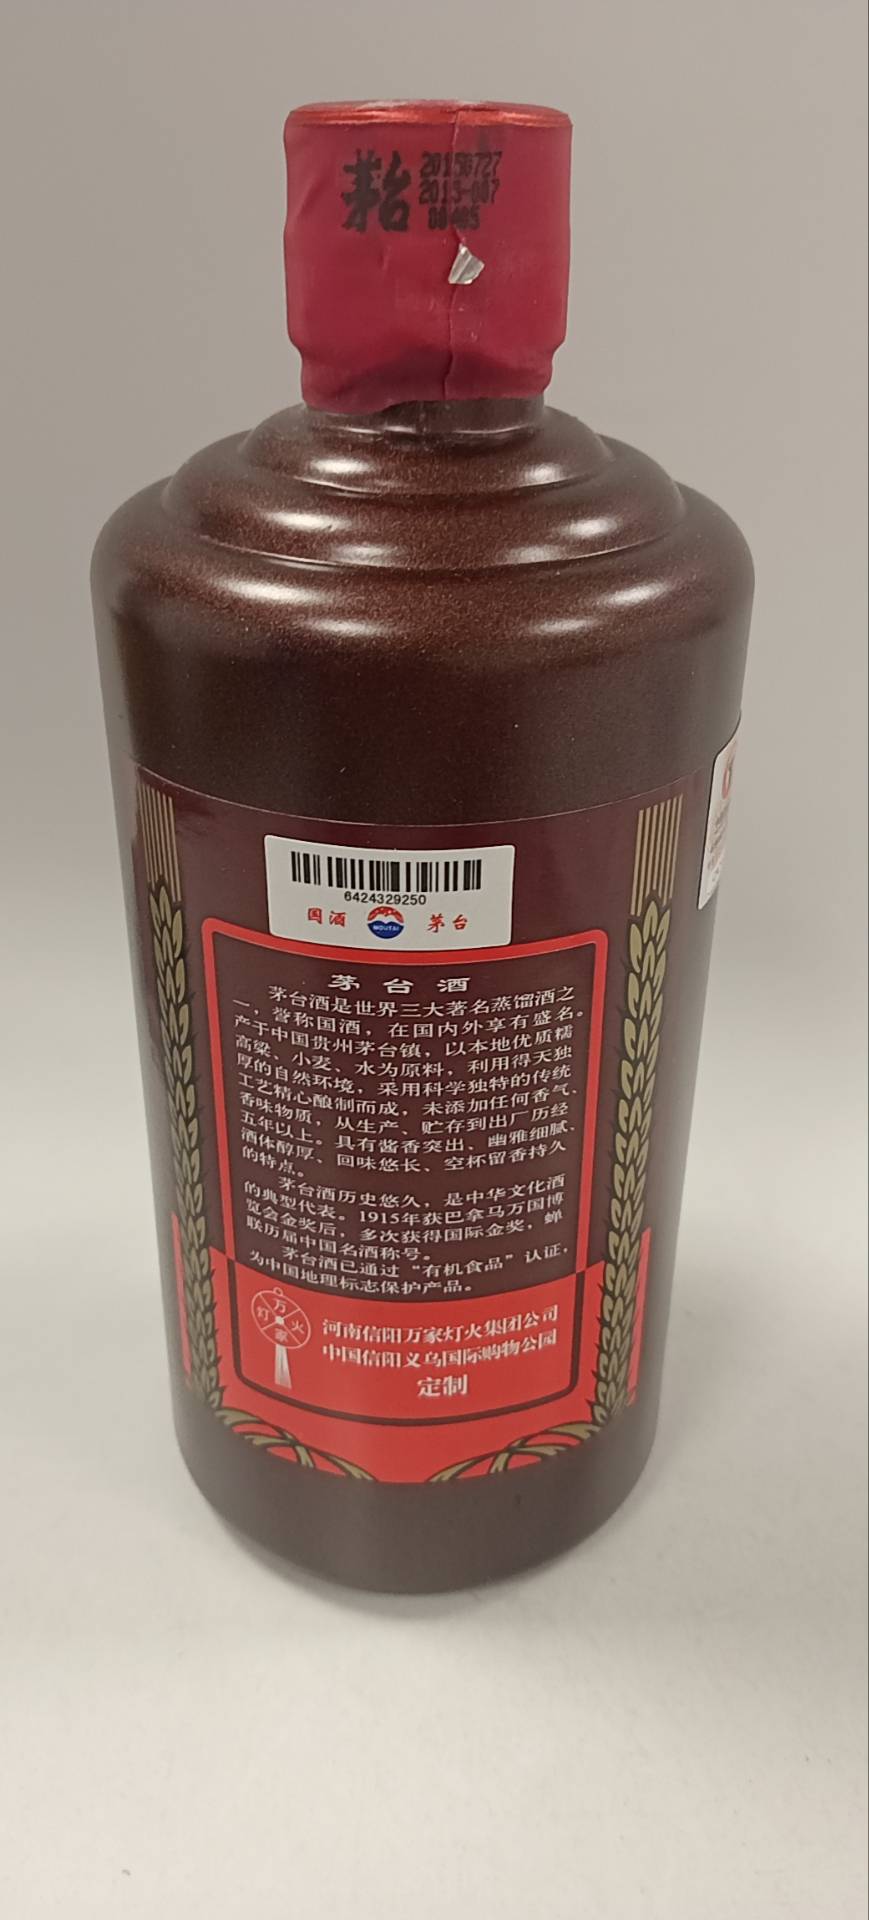 茅台
20150727
2015-007
00405
6424329250
国酒 MOUTAI 茅台
茅台酒
茅台酒是世界三大著名蒸馏酒之
一，誉称国酒，在国内外享有盛名。
产于中国贵州茅台镇，以本地优质糯
高粱、小麦、水为原料，利用得天独
厚的自然环境，采用科学独特的传统
工艺精心酿制而成，未添加任何香气、
香味物质，从生产、贮存到出厂历经
五年以上。具有酱香突出、幽雅细腻、
酒体醇厚、回味悠长、空杯留香持久
的特点。
茅台酒历史悠久，是中华文化酒
的典型代表。1915年获巴拿马万国博
览会金奖后，多次获得国际金奖，蝉
联历届中国名酒称号。
茅台酒已通过“有机食品”认证，
为中国地理标志保护产品。
万家灯火
河南信阳万家灯火集团公司
中国信阳义乌国际购物公园
定制